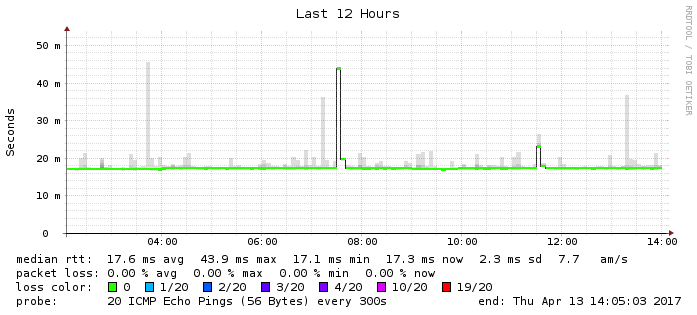 Last 12 Hours
RRDTOOL / TOBI OETIKER
Seconds
50 m
40 m
30 m
20 m
10 m
0
04:00 06:00 08:00 10:00 12:00 14:00
median rtt: 17.6 ms avg 43.9 ms max 17.1 ms min 17.3 ms now 2.3 ms sd 7.7 am/s
packet loss: 0.00 % avg 0.00 % max 0.00 % min 0.00 % now
loss color: 0 1/20 2/20 3/20 4/20 10/20 19/20
probe: 20 ICMP Echo Pings (56 Bytes) every 300s end: Thu Apr 13 14:05:03 2017